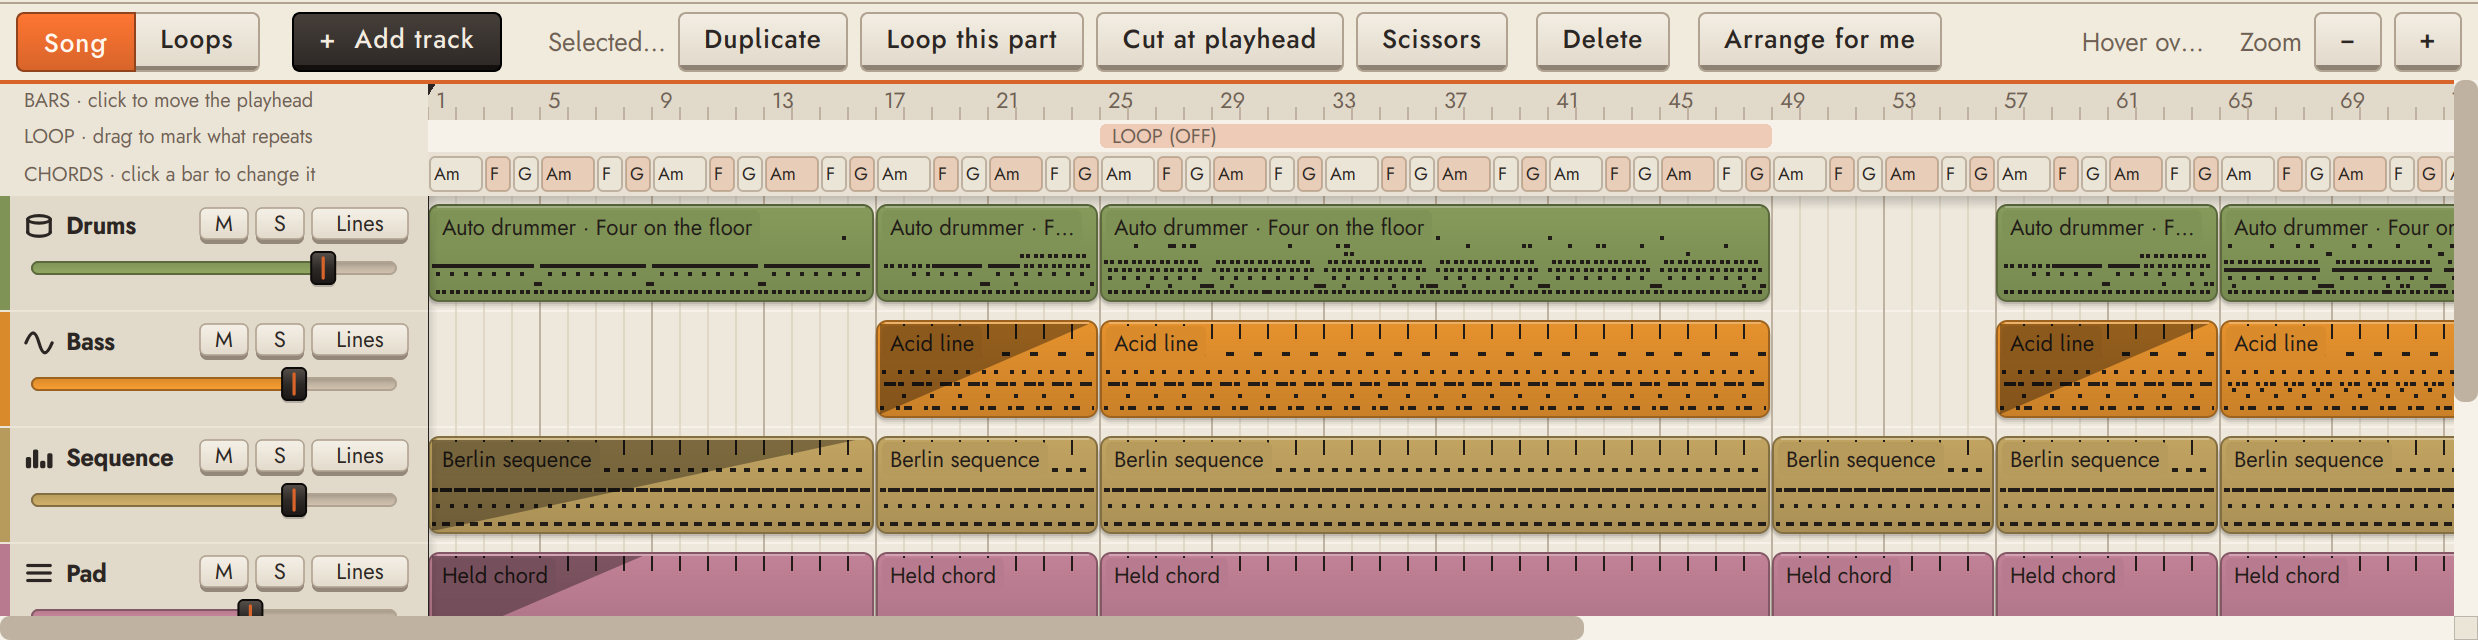 Song Loops + Add track Selected... Duplicate Loop this part Cut at playhead Scissors Delete Arrange for me Hover ov... Zoom − +
BARS · click to move the playhead 1 5 9 13 17 21 25 29 33 37 41 45 49 53 57 61 65 69
LOOP · drag to mark what repeats LOOP (OFF)
CHORDS · click a bar to change it Am F G Am F G Am F G Am F G Am F G Am F G Am F G Am F G Am F G Am F G Am F G Am F G Am F G Am F G Am F G Am F G Am F G Am F G
Drums M S Lines Auto drummer · Four on the floor Auto drummer · F... Auto drummer · Four on the floor Auto drummer · F... Auto drummer · Four or
Bass M S Lines Acid line Acid line Acid line Acid line
Sequence M S Lines Berlin sequence Berlin sequence Berlin sequence Berlin sequence Berlin sequence Berlin sequence
Pad M S Lines Held chord Held chord Held chord Held chord Held chord Held chord